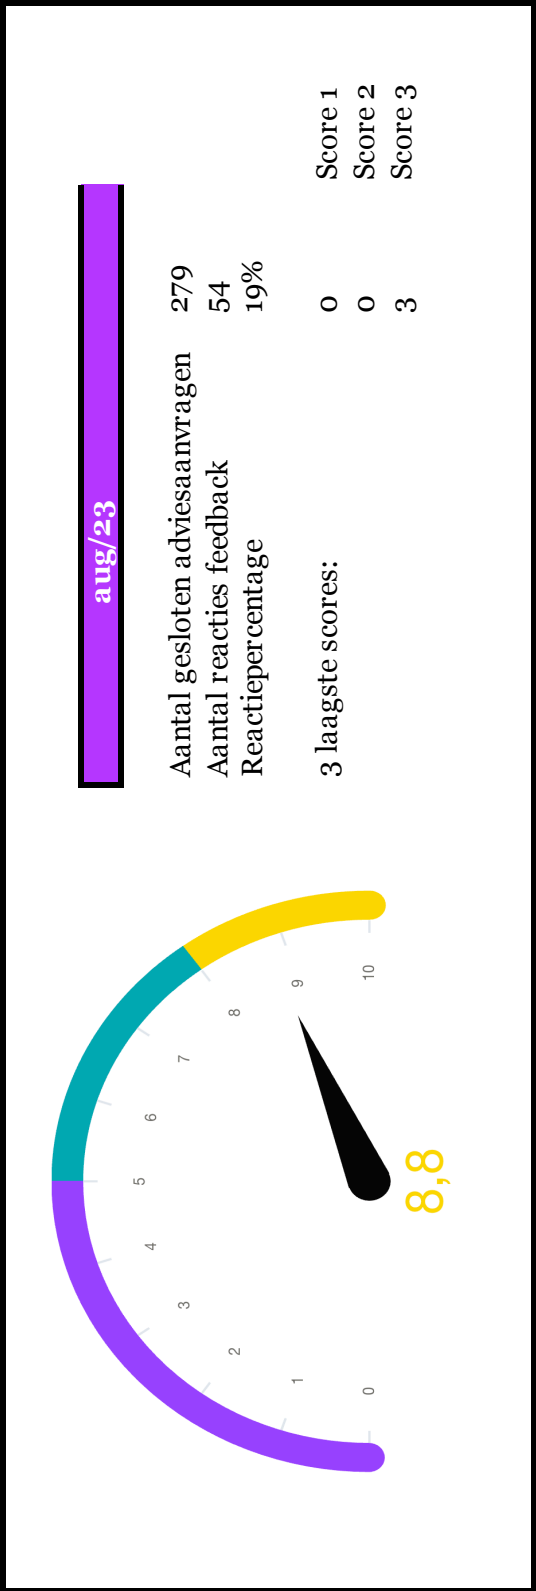 0
1
2
3
4
5
6
7
8
9
10
8,8
aug/23
Aantal gesloten adviesaanvragen 279
Aantal reacties feedback 54
Reactiepercentage 19%
3 laagste scores: 0 Score 1
0 Score 2
3 Score 3